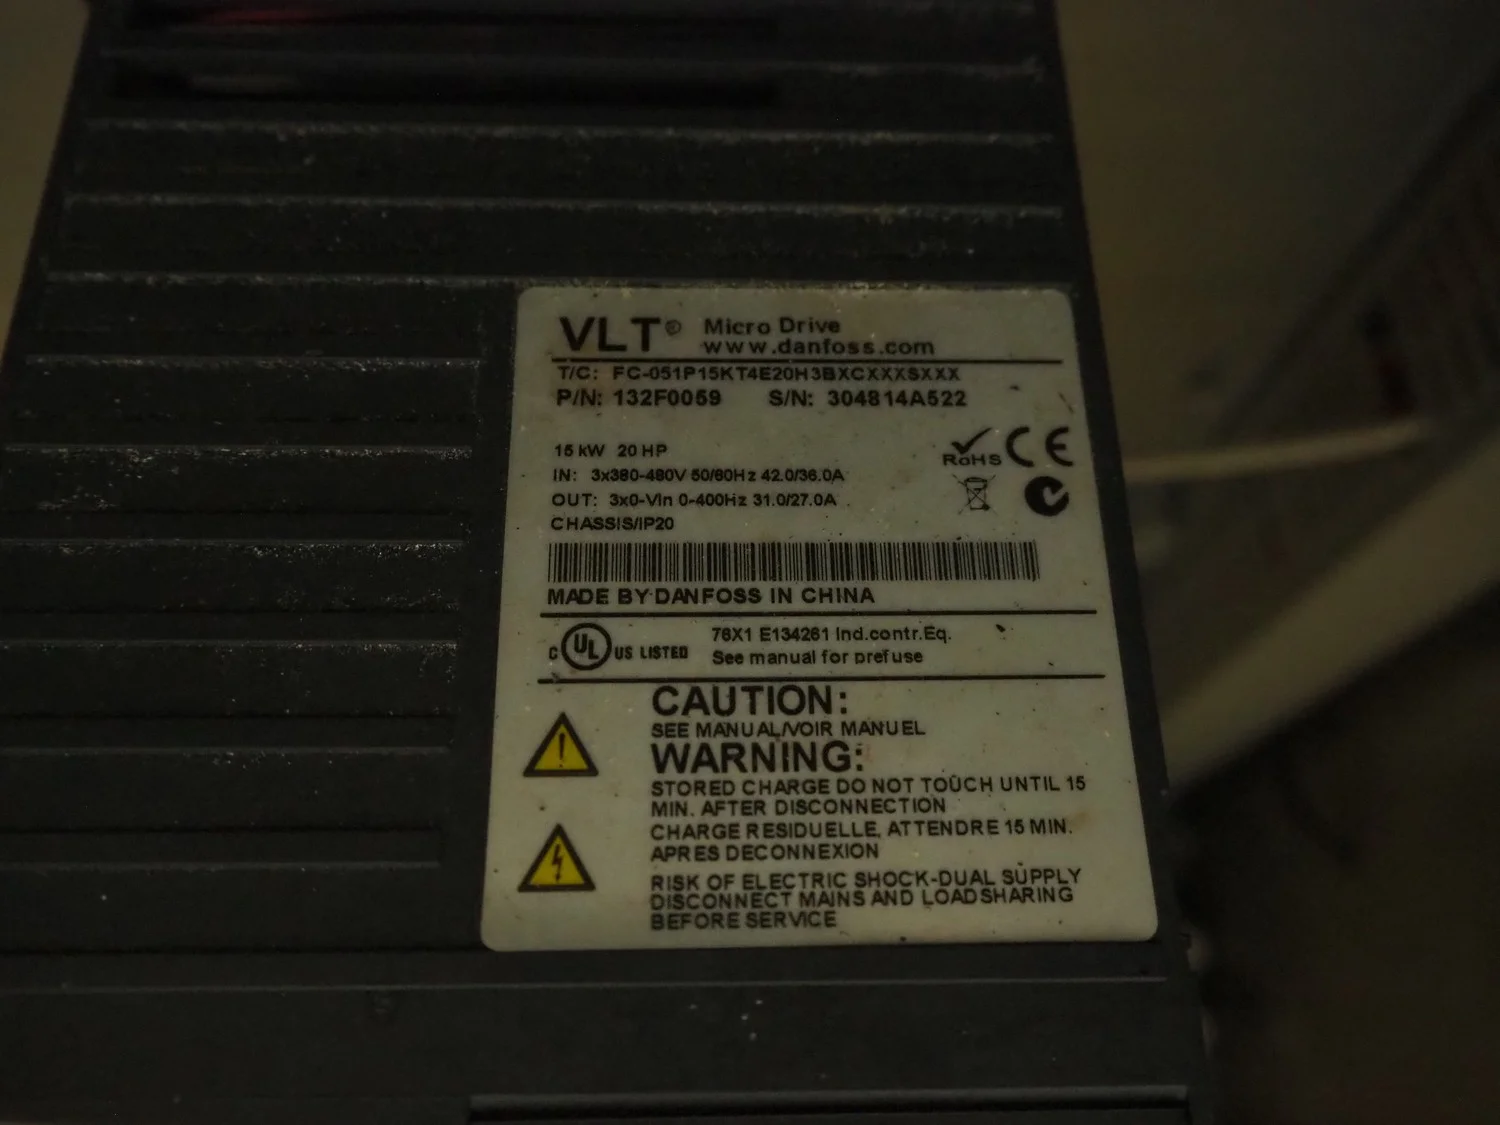 VLT® Micro Drive
www.danfoss.com
T/C: FC-051P15KT4E20H3BXCXXXSXXX
P/N: 132F0059 S/N: 304814A522
15 kW 20 HP
IN: 3x380-480V 50/60Hz 42.0/36.0A
OUT: 3x0-Vin 0-400Hz 31.0/27.0A
CHASSIS/IP20
RoHS CE
MADE BY DANFOSS IN CHINA
C UL US LISTED
76X1 E134261 Ind.contr.Eq.
See manual for prefuse
CAUTION:
SEE MANUAL/VOIR MANUEL
WARNING:
STORED CHARGE DO NOT TOUCH UNTIL 15
MIN. AFTER DISCONNECTION
CHARGE RESIDUELLE, ATTENDRE 15 MIN.
APRES DECONNEXION
RISK OF ELECTRIC SHOCK-DUAL SUPPLY
DISCONNECT MAINS AND LOADSHARING
BEFORE SERVICE